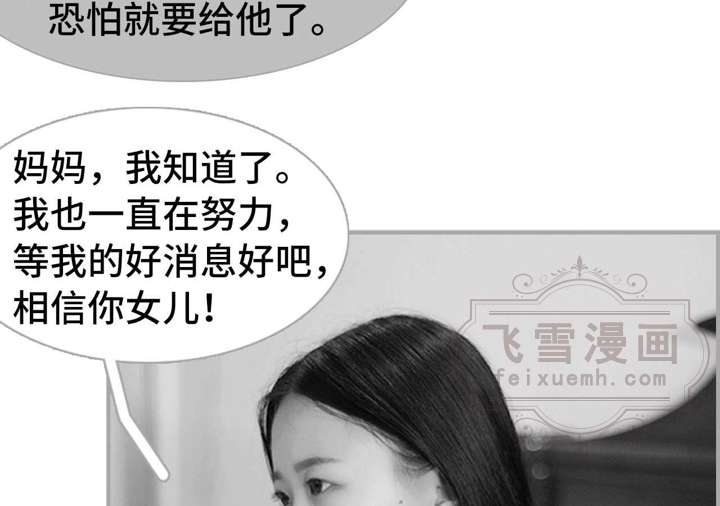 恐怕就要给他了。
妈妈，我知道了。
我也一直在努力，
等我的好消息好吧，
相信你女儿！
飞雪漫画
feixuemh.com